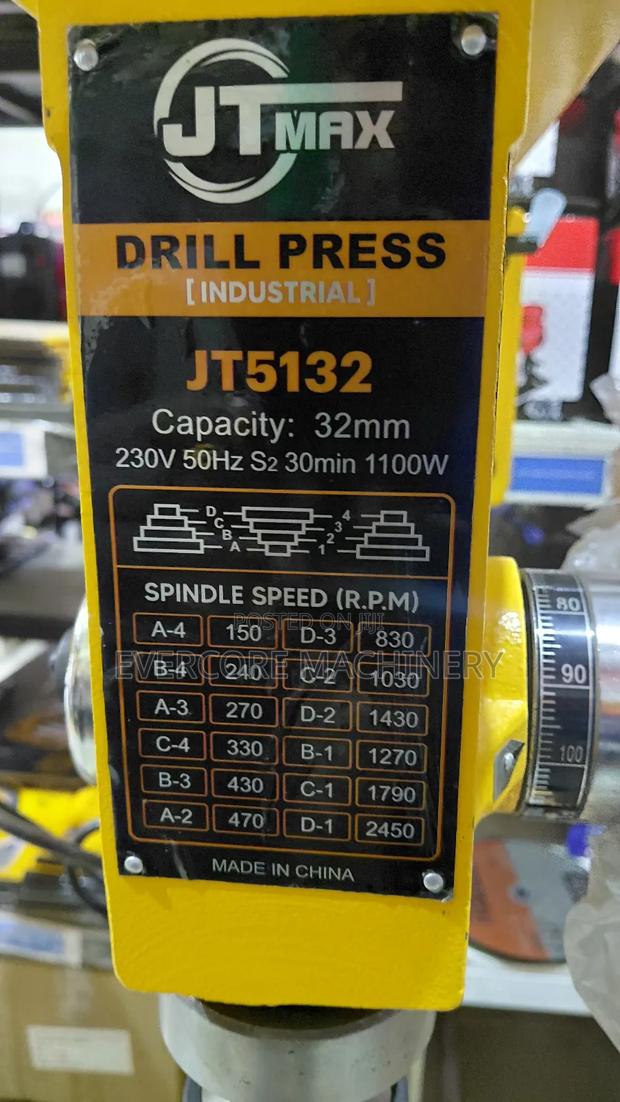 JT MAX
DRILL PRESS
[ INDUSTRIAL ]
JT5132
Capacity: 32mm
230V 50Hz S2 30min 1100W
D 4
C 3
B 2
A 1
SPINDLE SPEED (R.P.M)
POSTED ON JIJI
A-4 150 D-3 830
EVERCORE MACHINERY
B-4 240 C-2 1030
A-3 270 D-2 1430
C-4 330 B-1 1270
B-3 430 C-1 1790
A-2 470 D-1 2450
MADE IN CHINA
80
90
100